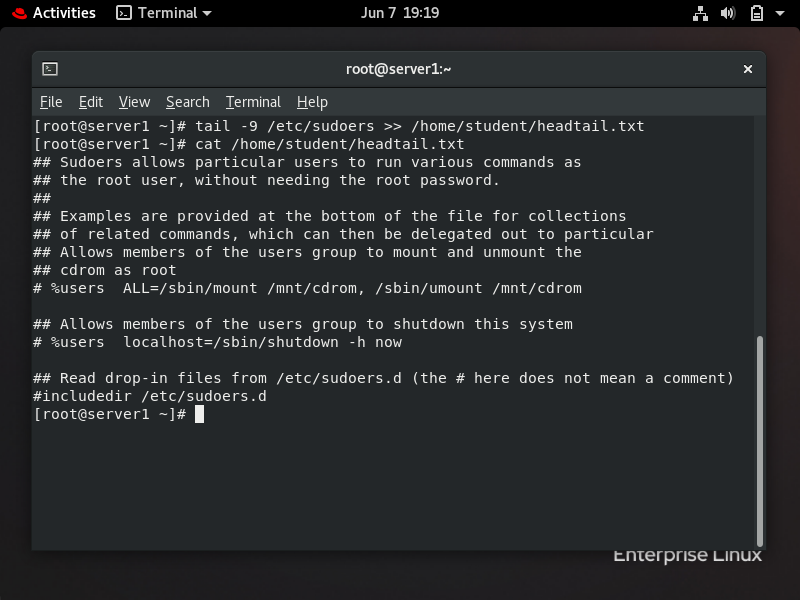 Activities Terminal Jun 7 19:19
root@server1:~
File Edit View Search Terminal Help
[root@server1 ~]# tail -9 /etc/sudoers >> /home/student/headtail.txt
[root@server1 ~]# cat /home/student/headtail.txt
## Sudoers allows particular users to run various commands as
## the root user, without needing the root password.
##
## Examples are provided at the bottom of the file for collections
## of related commands, which can then be delegated out to particular
## Allows members of the users group to mount and unmount the
## cdrom as root
# %users  ALL=/sbin/mount /mnt/cdrom, /sbin/umount /mnt/cdrom

## Allows members of the users group to shutdown this system
# %users  localhost=/sbin/shutdown -h now

## Read drop-in files from /etc/sudoers.d (the # here does not mean a comment)
#includedir /etc/sudoers.d
[root@server1 ~]#
Enterprise Linux